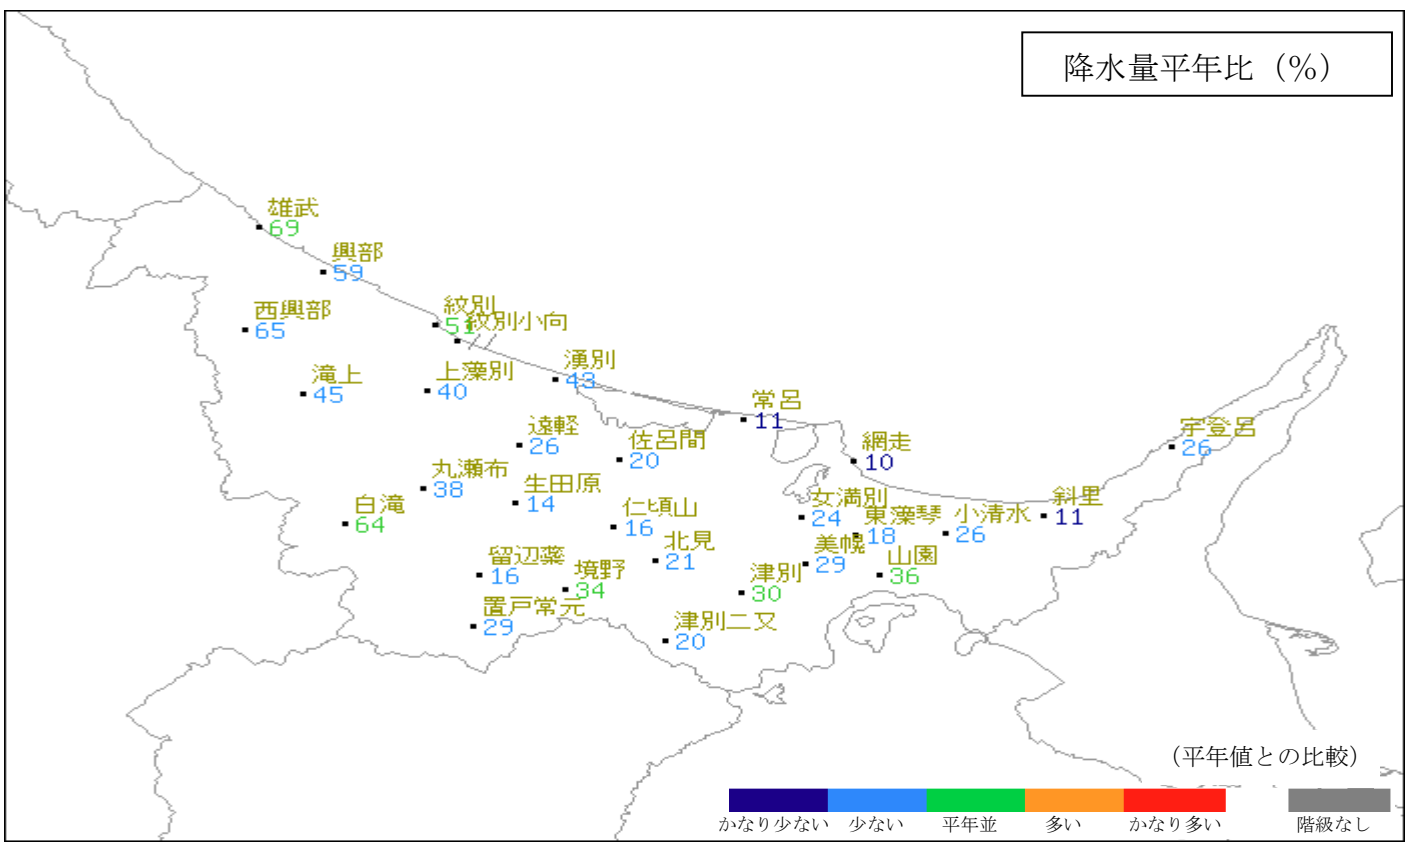 降水量平年比（％）
雄武
69
興部
59
西興部
65
紋別
51
紋別小向
滝上
45
上藻別
40
湧別
43
常呂
11
遠軽
26
佐呂間
20
網走
10
宇登呂
26
丸瀬布
38
生田原
14
白滝
64
仁頃山
16
女満別
24
東藻琴
18
小清水
26
斜里
11
北見
21
美幌
29
山園
36
留辺蘂
16
境野
34
津別
30
置戸常元
29
津別二又
20
（平年値との比較）
かなり少ない 少ない 平年並 多い かなり多い 階級なし